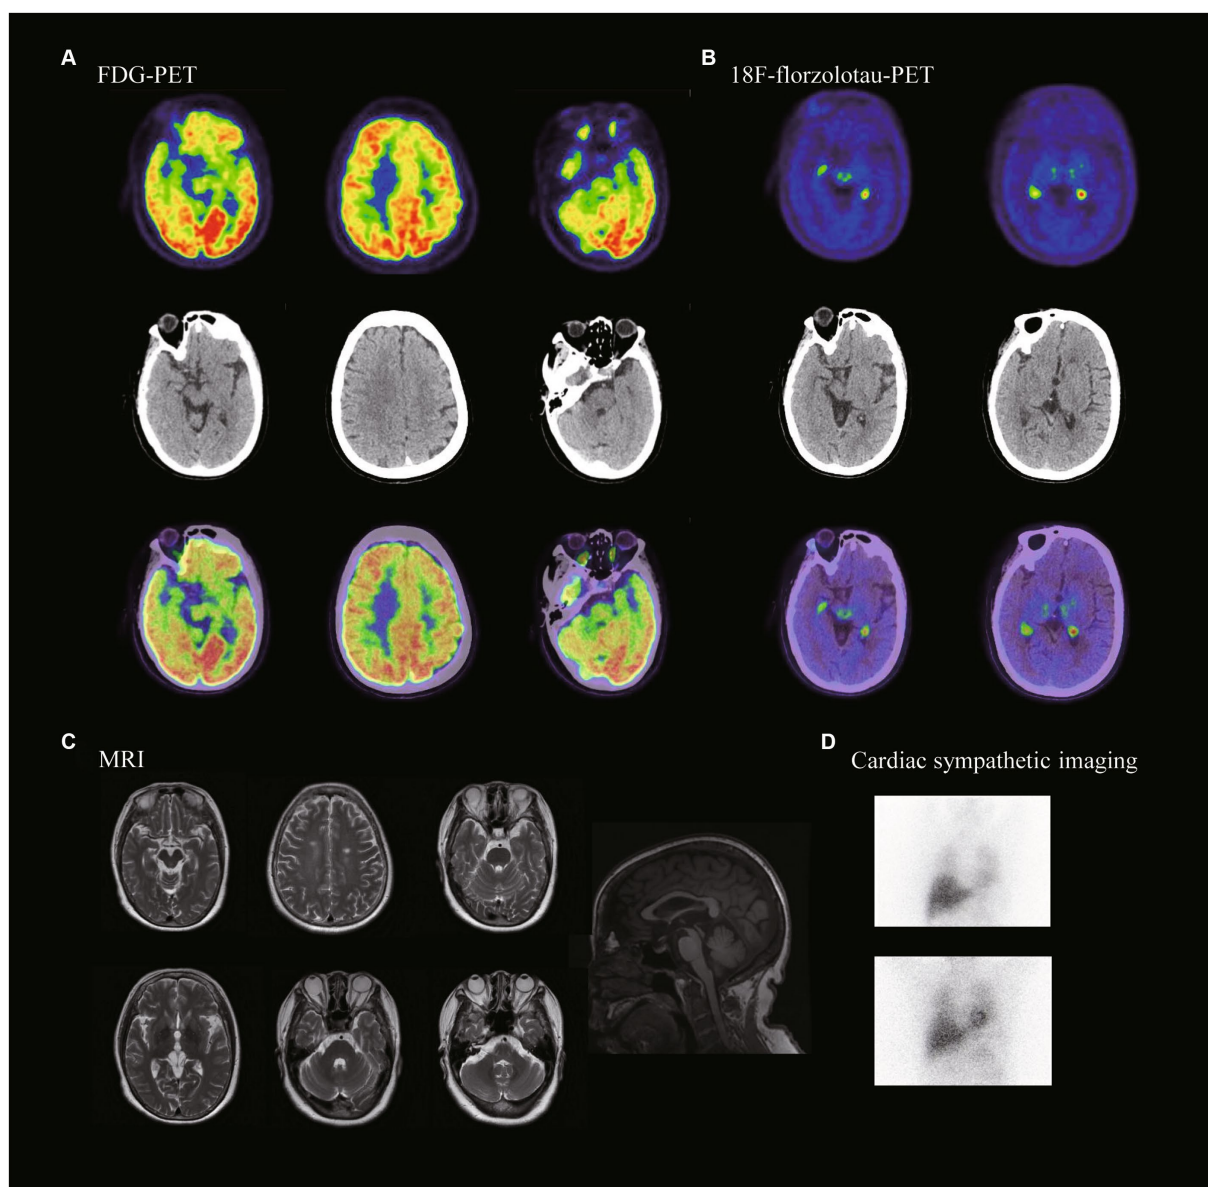 A
FDG-PET
B
18F-florzolotau-PET
C
MRI
D
Cardiac sympathetic imaging